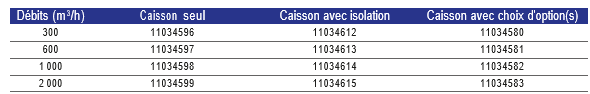 Débits (m³/h) Caisson seul Caisson avec isolation Caisson avec choix d'option(s)
300 11034596 11034612 11034580
600 11034597 11034613 11034581
1 000 11034598 11034614 11034582
2 000 11034599 11034615 11034583